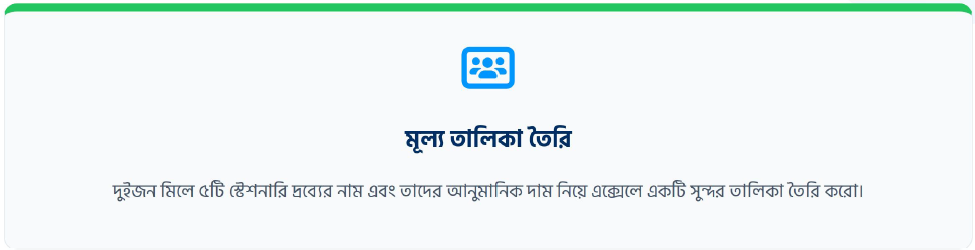 মূল্য তালিকা তৈরি
দুইজন মিলে ৫টি স্টেশনারি দ্রব্যের নাম এবং তাদের আনুমানিক দাম নিয়ে এক্সেলে একটি সুন্দর তালিকা তৈরি করো।